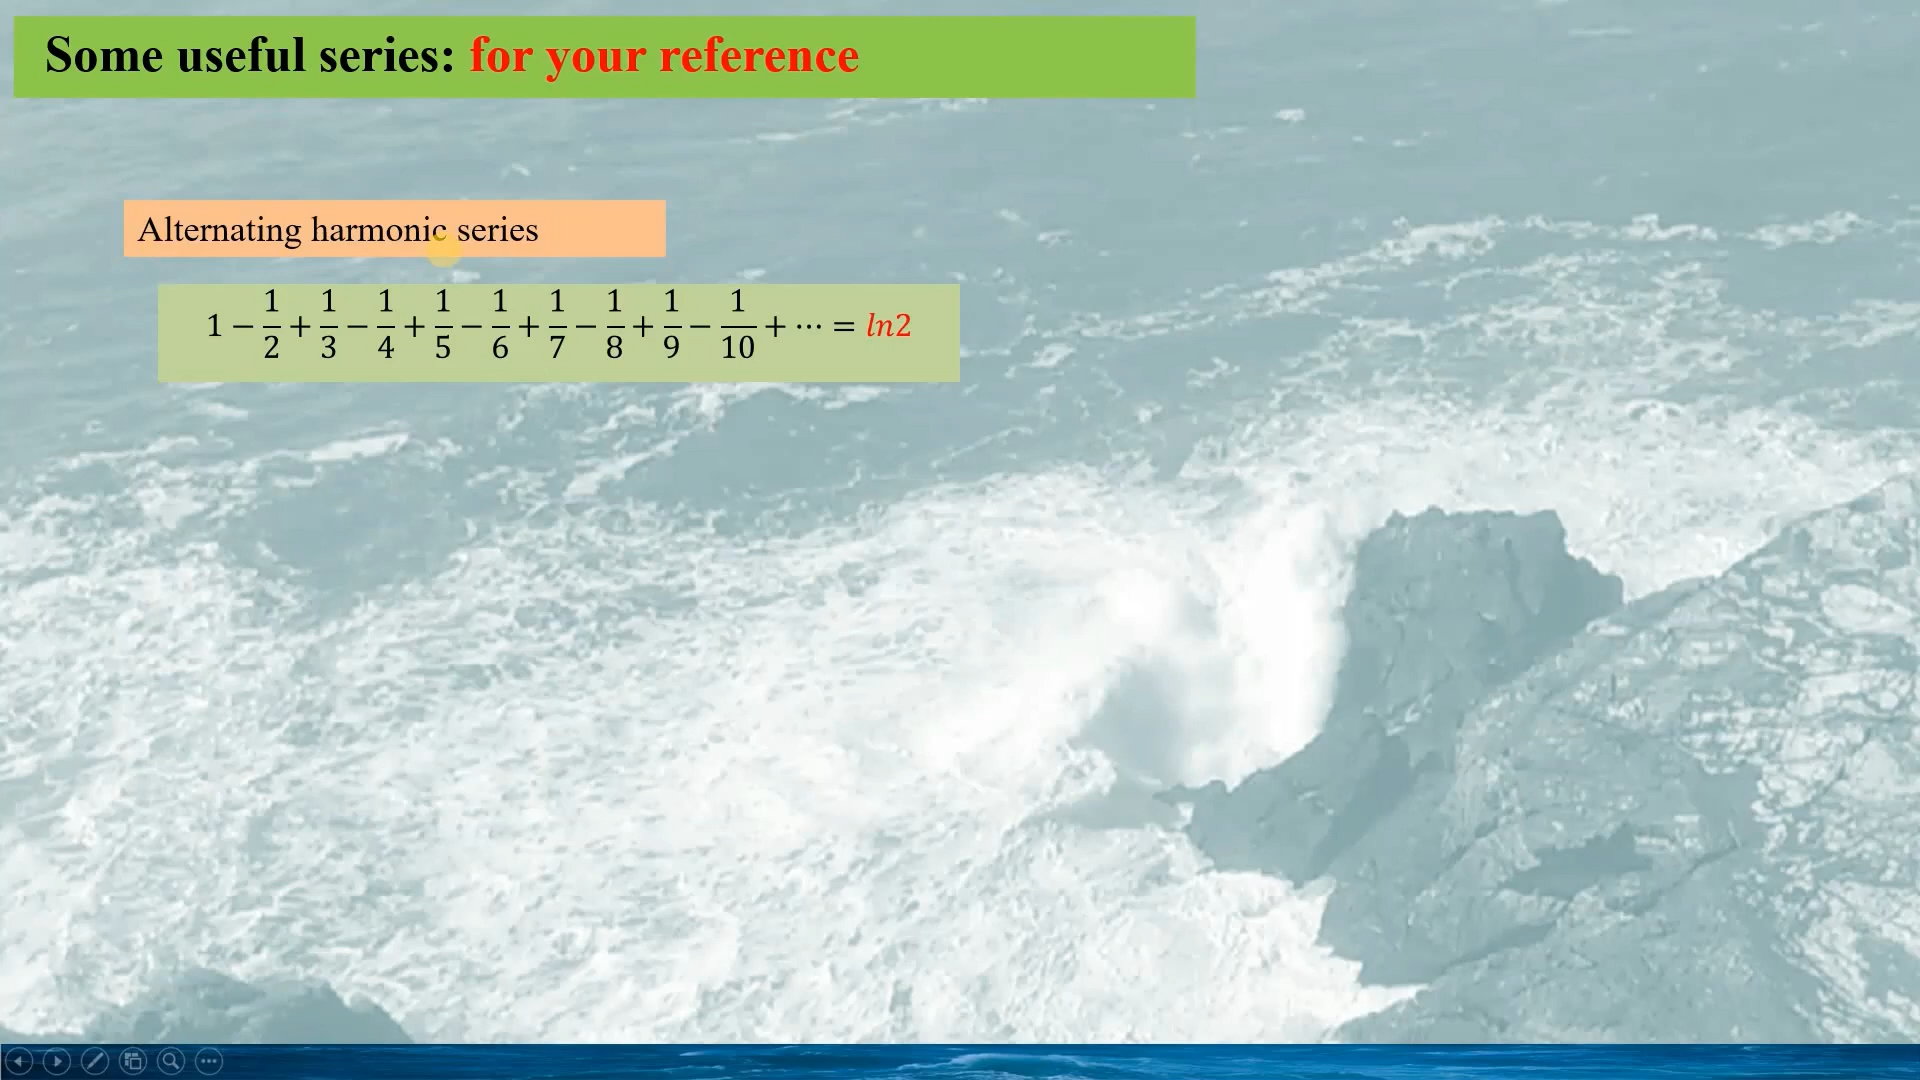 Some useful series: for your reference
Alternating harmonic series
1 − 1/2 + 1/3 − 1/4 + 1/5 − 1/6 + 1/7 − 1/8 + 1/9 − 1/10 + ⋯ = ln2